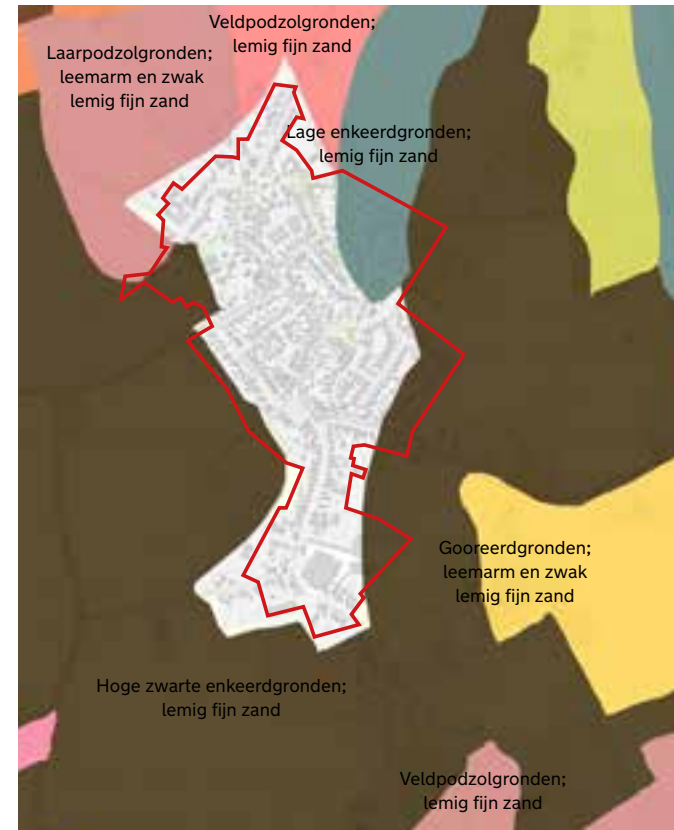 Veldpodzolgronden;
lemig fijn zand
Laarpodzolgronden;
leemarm en zwak
lemig fijn zand
Lage enkeerdgronden;
lemig fijn zand
Gooreerdgronden;
leemarm en zwak
lemig fijn zand
Hoge zwarte enkeerdgronden;
lemig fijn zand
Veldpodzolgronden;
lemig fijn zand